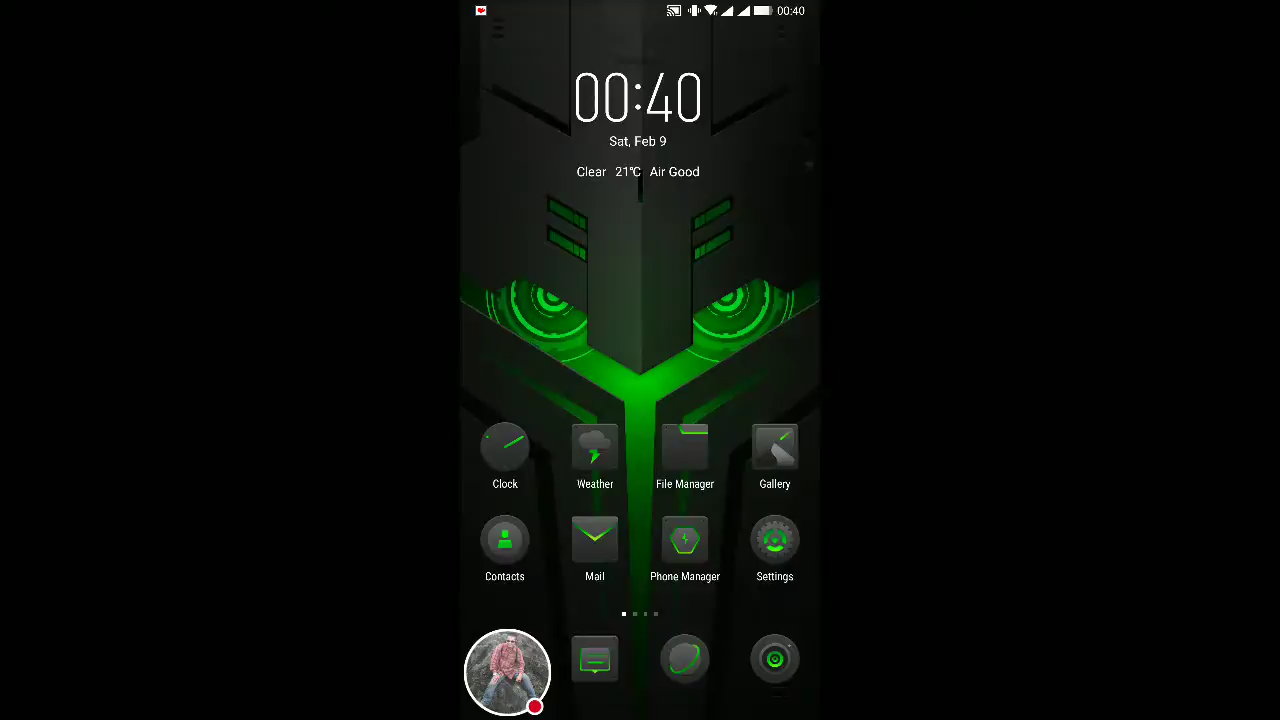 00:40
00:40
Sat, Feb 9
Clear 21°C Air Good
Clock Weather File Manager Gallery
Contacts Mail Phone Manager Settings